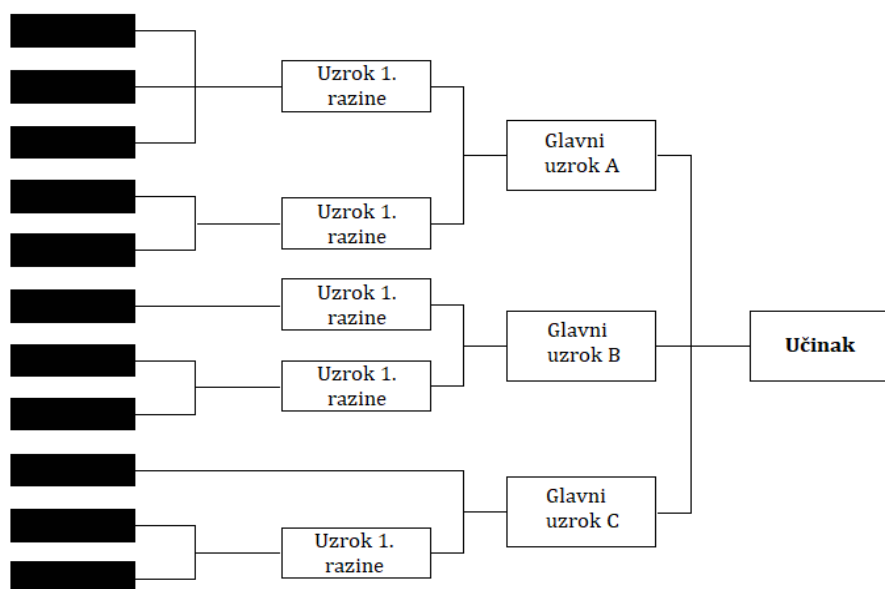 Uzrok 1.
razine
Glavni
uzrok A
Uzrok 1.
razine
Uzrok 1.
razine
Glavni
uzrok B
Učinak
Uzrok 1.
razine
Glavni
uzrok C
Uzrok 1.
razine